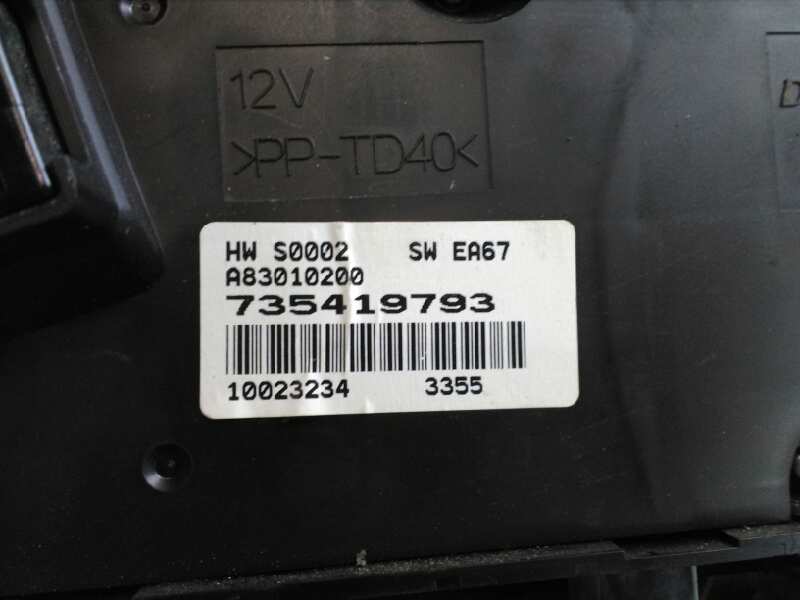 12V
>PP-TD40<
D
HW S0002 SW EA67
A83010200
735419793
10023234 3355